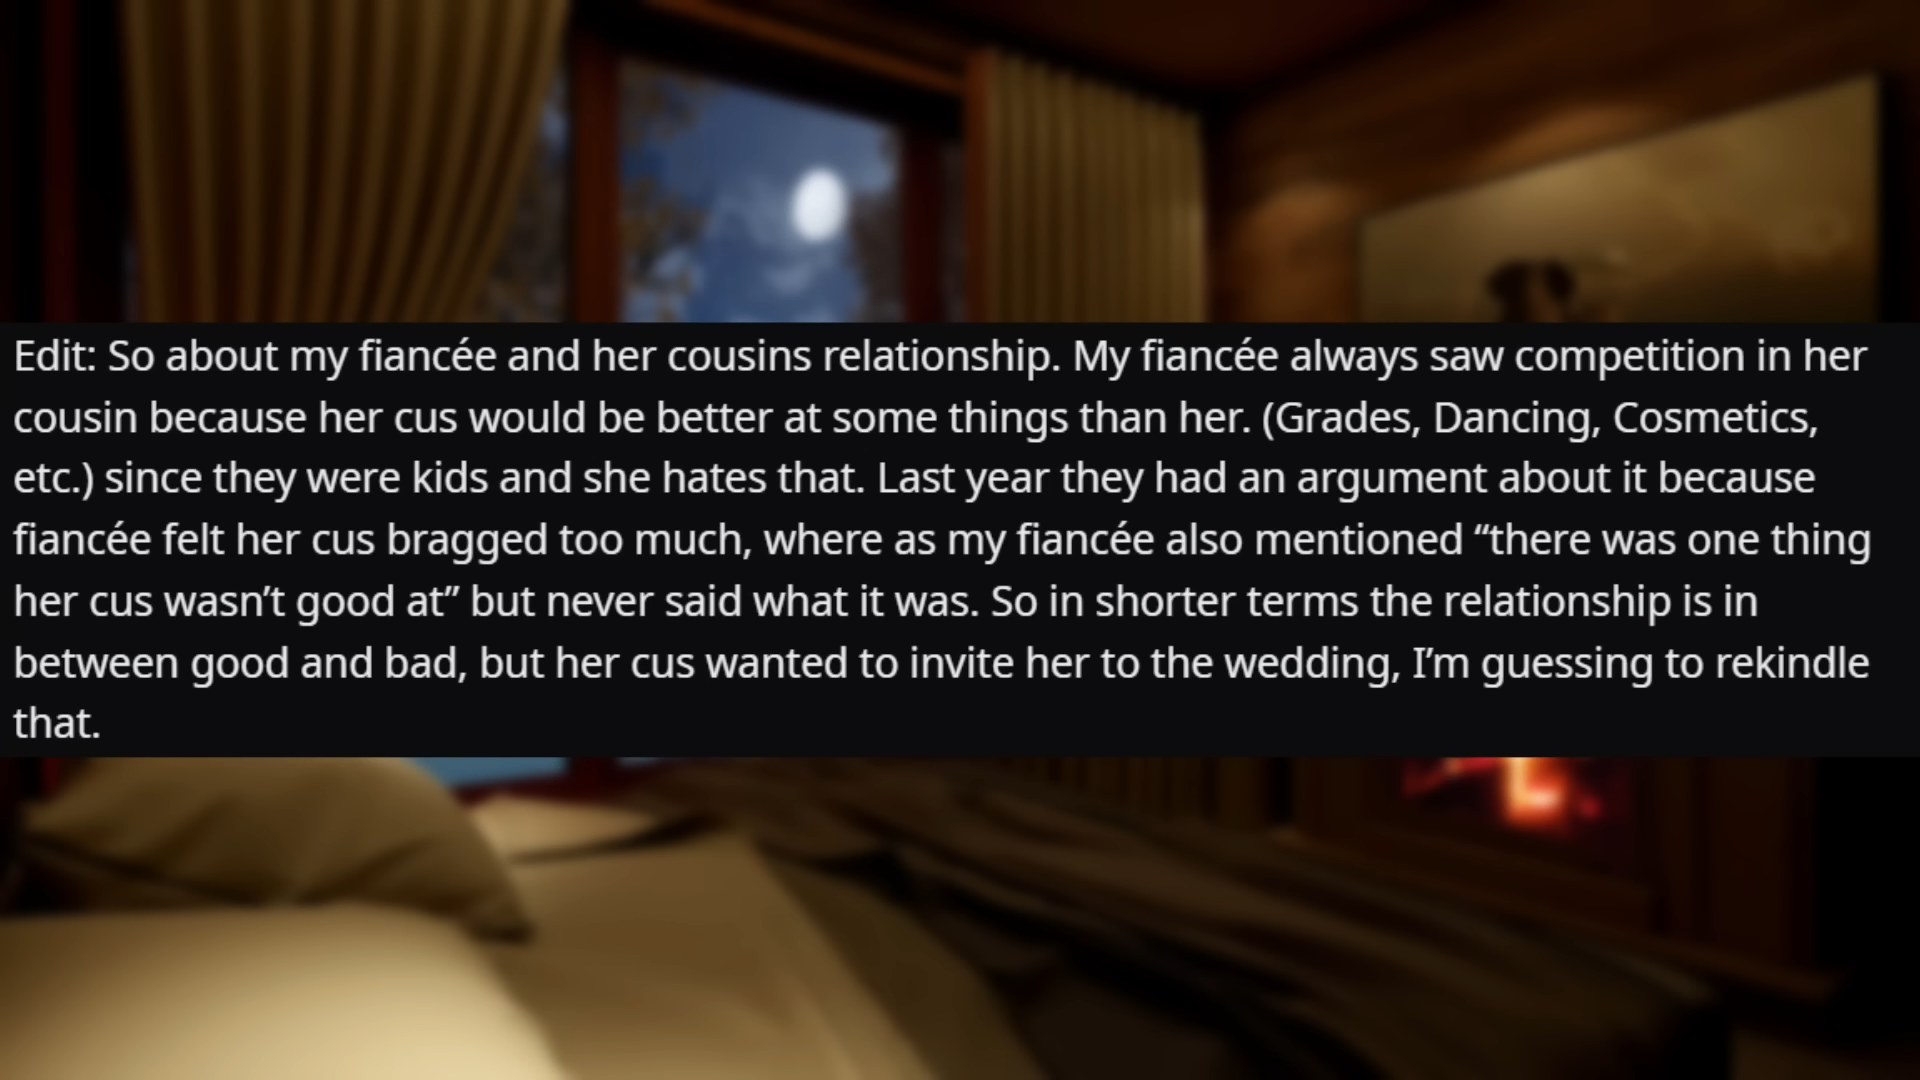 Edit: So about my fiancée and her cousins relationship. My fiancée always saw competition in her
cousin because her cus would be better at some things than her. (Grades, Dancing, Cosmetics,
etc.) since they were kids and she hates that. Last year they had an argument about it because
fiancée felt her cus bragged too much, where as my fiancée also mentioned “there was one thing
her cus wasn’t good at” but never said what it was. So in shorter terms the relationship is in
between good and bad, but her cus wanted to invite her to the wedding, I’m guessing to rekindle
that.